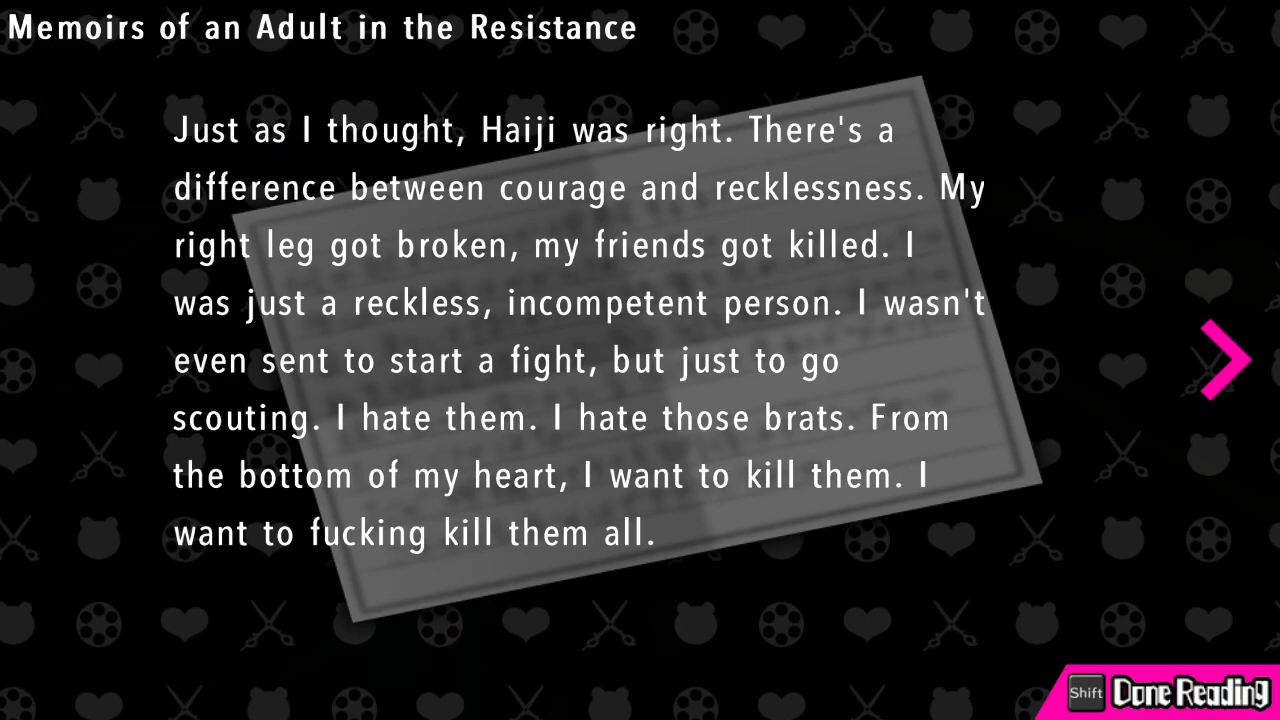 Memoirs of an Adult in the Resistance
Just as I thought, Haiji was right. There's a
difference between courage and recklessness. My
right leg got broken, my friends got killed. I
was just a reckless, incompetent person. I wasn't
even sent to start a fight, but just to go
scouting. I hate them. I hate those brats. From
the bottom of my heart, I want to kill them. I
want to fucking kill them all.
Shift Done Reading